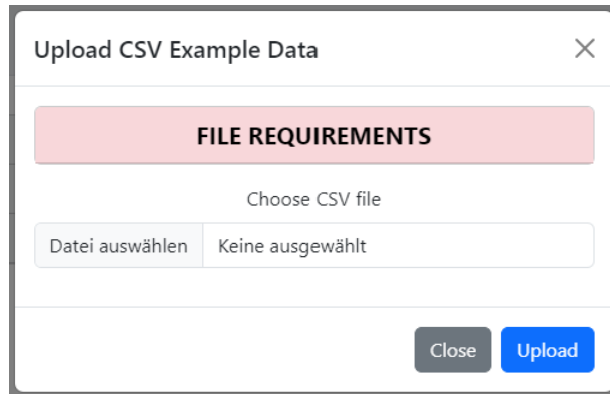 Upload CSV Example Data
FILE REQUIREMENTS
Choose CSV file
Datei auswählen Keine ausgewählt
Close Upload